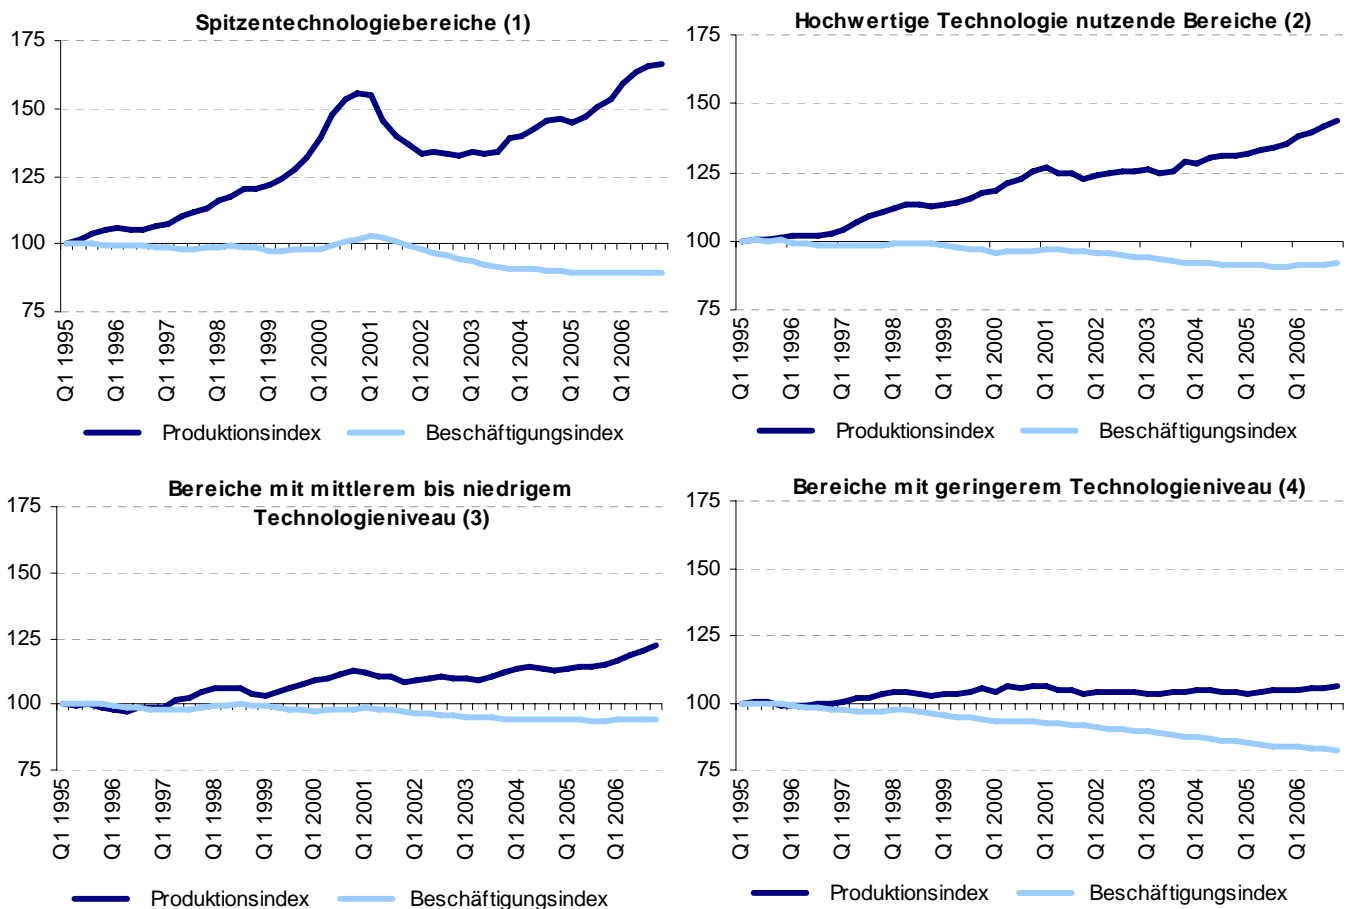 Spitzentechnologiebereiche (1)
175
150
125
100
75
Q1 1995
Q1 1996
Q1 1997
Q1 1998
Q1 1999
Q1 2000
Q1 2001
Q1 2002
Q1 2003
Q1 2004
Q1 2005
Q1 2006
Produktionsindex Beschäftigungsindex
Hochwertige Technologie nutzende Bereiche (2)
175
150
125
100
75
Q1 1995
Q1 1996
Q1 1997
Q1 1998
Q1 1999
Q1 2000
Q1 2001
Q1 2002
Q1 2003
Q1 2004
Q1 2005
Q1 2006
Produktionsindex Beschäftigungsindex
Bereiche mit mittlerem bis niedrigem
Technologieniveau (3)
175
150
125
100
75
Q1 1995
Q1 1996
Q1 1997
Q1 1998
Q1 1999
Q1 2000
Q1 2001
Q1 2002
Q1 2003
Q1 2004
Q1 2005
Q1 2006
Produktionsindex Beschäftigungsindex
Bereiche mit geringerem Technologieniveau (4)
175
150
125
100
75
Q1 1995
Q1 1996
Q1 1997
Q1 1998
Q1 1999
Q1 2000
Q1 2001
Q1 2002
Q1 2003
Q1 2004
Q1 2005
Q1 2006
Produktionsindex Beschäftigungsindex